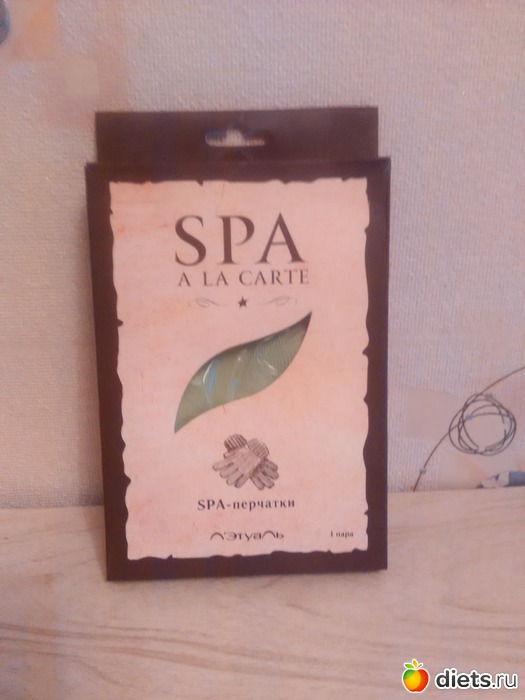 SPA
A LA CARTE
SPA-перчатки
Л'Этуаль
1 пара
diets.ru